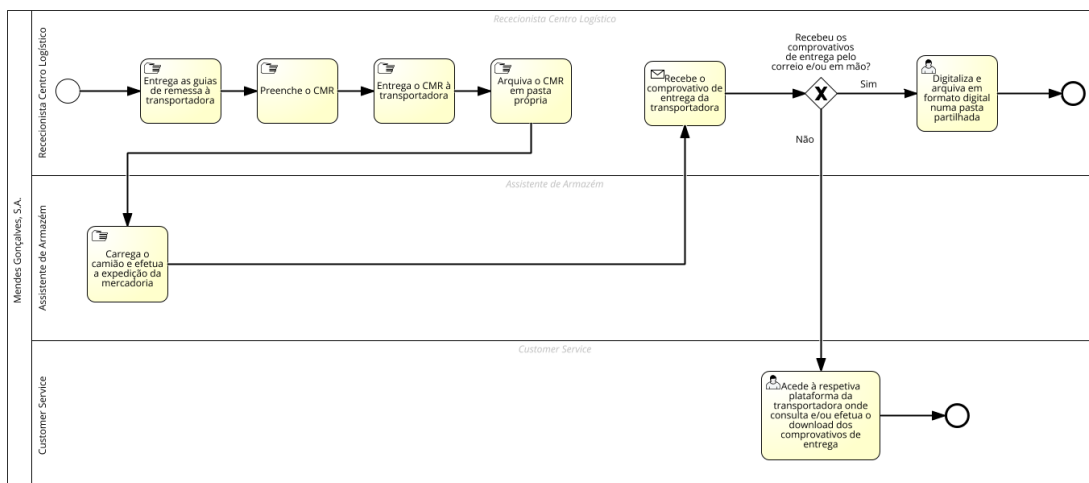 Mendes Gonçalves, S.A.
Rececionista Centro Logístico
Rececionista Centro Logístico
Entrega as guias
de remessa à
transportadora
Preenche o CMR
Entrega o CMR à
transportadora
Arquiva o CMR
em pasta
própria
Recebe o
comprovativo de
entrega da
transportadora
Recebeu os
comprovativos
de entrega pelo
correio e/ou em mão?
Sim
Não
Digitaliza e
arquiva em
formato digital
numa pasta
partilhada
Assistente de Armazém
Assistente de Armazém
Carrega o
camião e efetua
a expedição da
mercadoria
Customer Service
Customer Service
Acede à respetiva
plataforma da
transportadora onde
consulta e/ou efetua o
download dos
comprovativos de
entrega